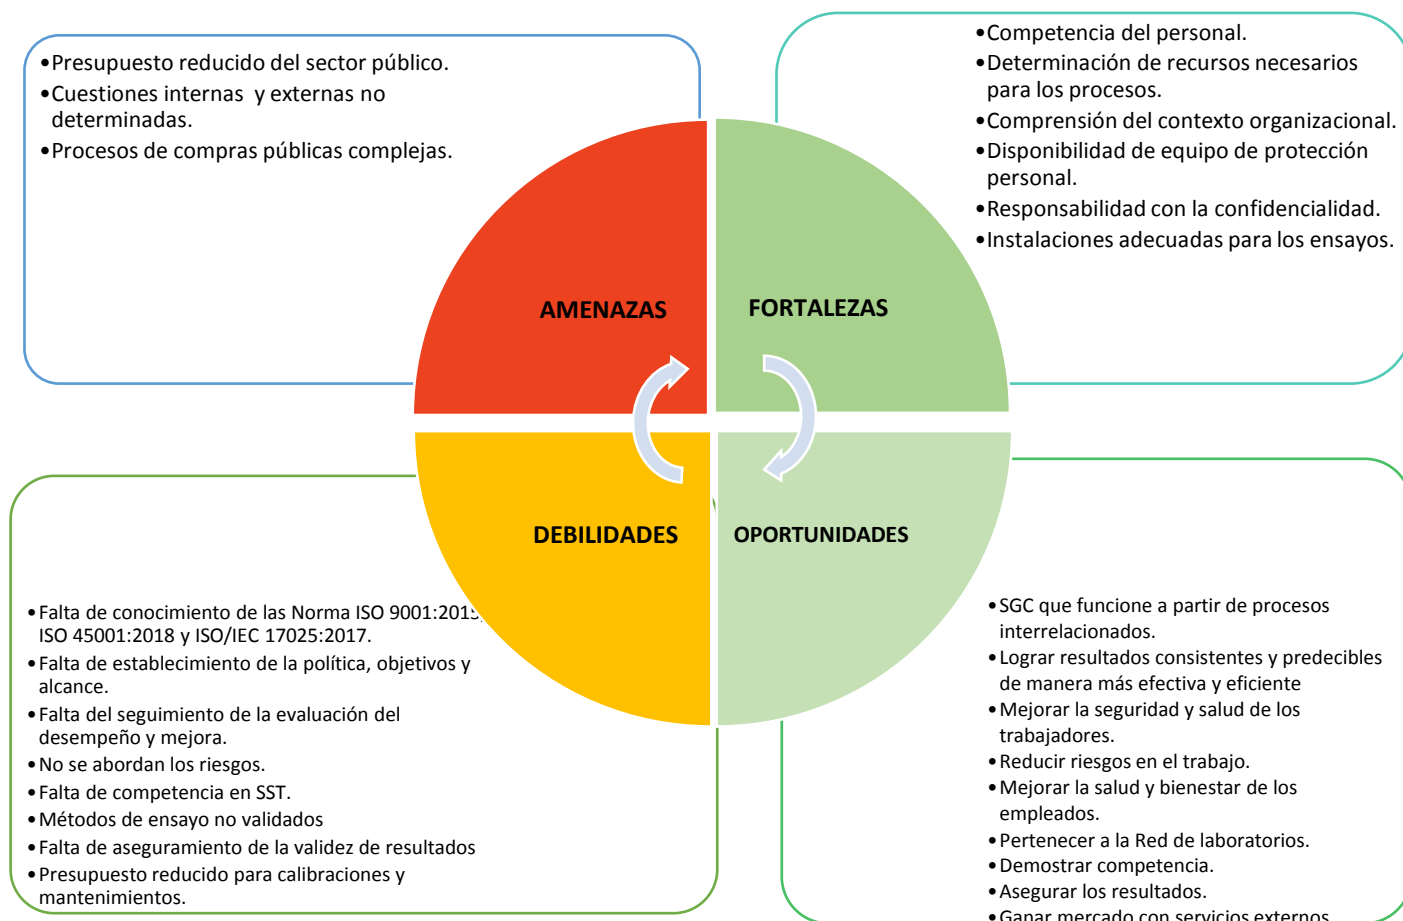 •Presupuesto reducido del sector público.
•Cuestiones internas y externas no
determinadas.
•Procesos de compras públicas complejas.
•Competencia del personal.
•Determinación de recursos necesarios
para los procesos.
•Comprensión del contexto organizacional.
•Disponibilidad de equipo de protección
personal.
•Responsabilidad con la confidencialidad.
•Instalaciones adecuadas para los ensayos.
AMENAZAS
FORTALEZAS
DEBILIDADES
OPORTUNIDADES
•Falta de conocimiento de las Norma ISO 9001:2015,
ISO 45001:2018 y ISO/IEC 17025:2017.
•Falta de establecimiento de la política, objetivos y
alcance.
•Falta del seguimiento de la evaluación del
desempeño y mejora.
•No se abordan los riesgos.
•Falta de competencia en SST.
•Métodos de ensayo no validados
•Falta de aseguramiento de la validez de resultados
•Presupuesto reducido para calibraciones y
mantenimientos.
•SGC que funcione a partir de procesos
interrelacionados.
•Lograr resultados consistentes y predecibles
de manera más efectiva y eficiente
•Mejorar la seguridad y salud de los
trabajadores.
•Reducir riesgos en el trabajo.
•Mejorar la salud y bienestar de los
empleados.
•Pertenecer a la Red de laboratorios.
•Demostrar competencia.
•Asegurar los resultados.
•Ganar mercado con servicios externos